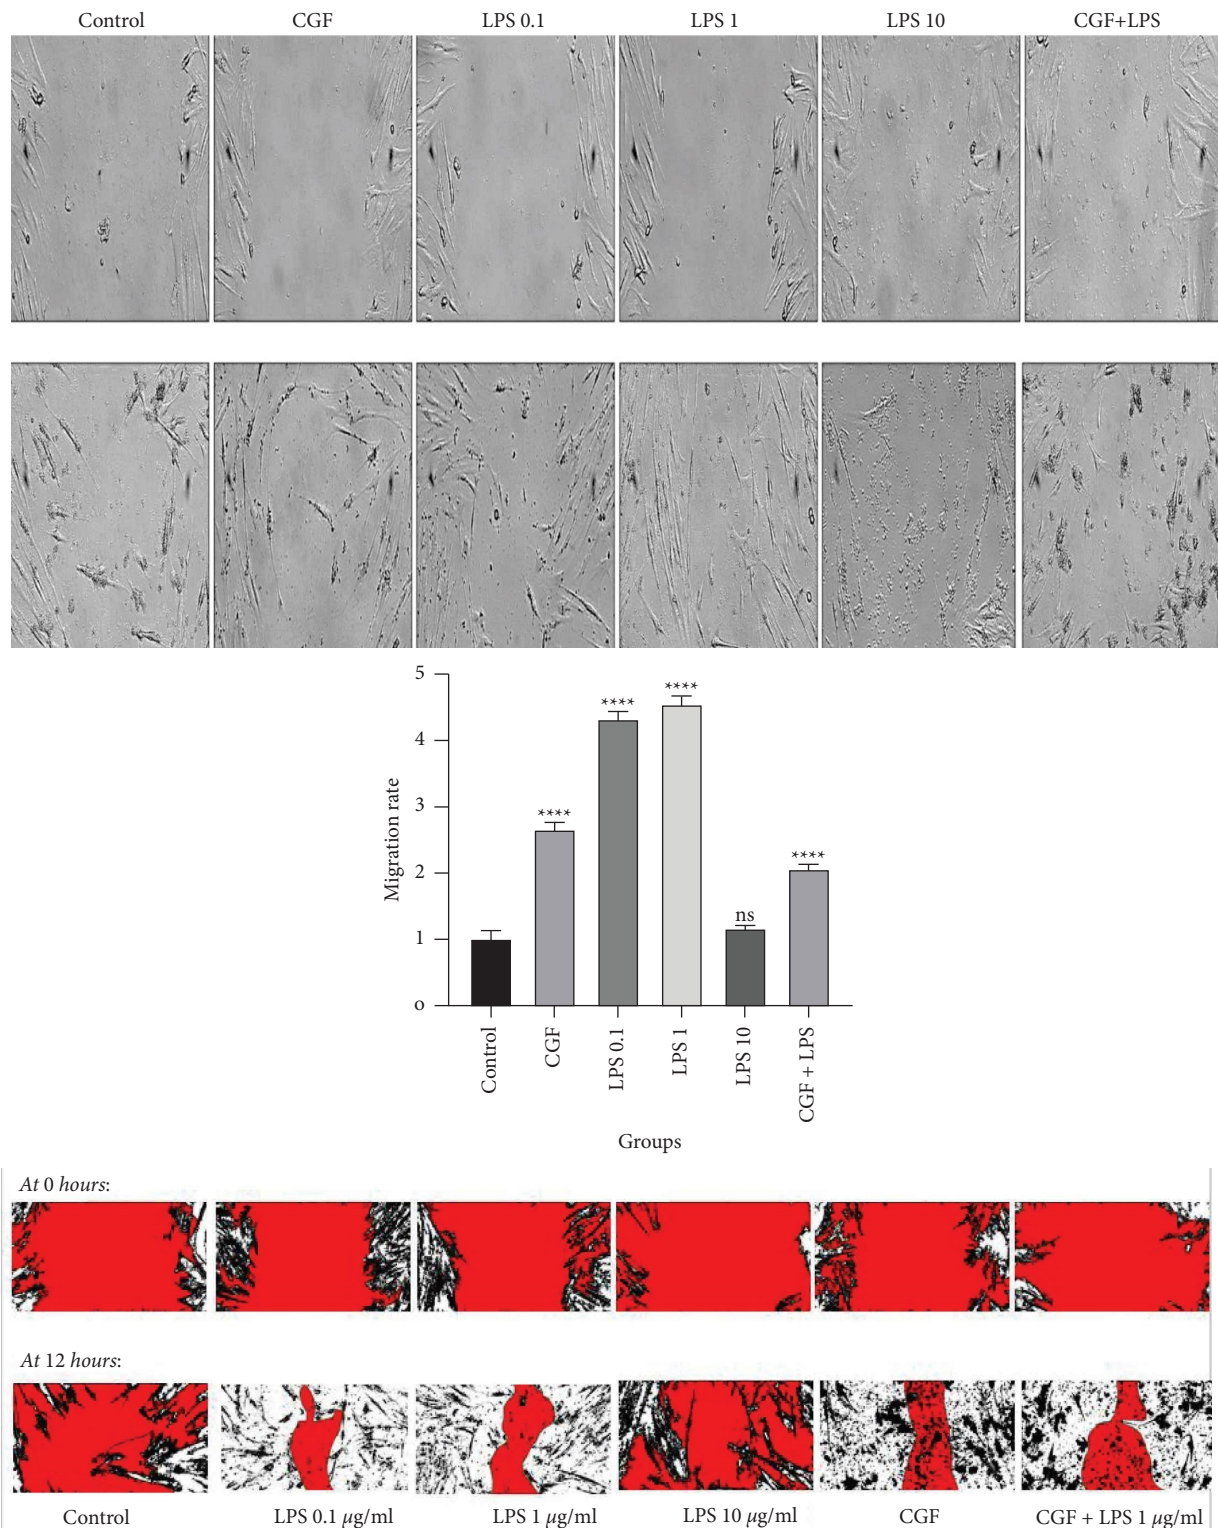 Control CGF LPS 0.1 LPS 1 LPS 10 CGF+LPS
5
4
3
2
1
0
Migration rate
****
****
****
ns
****
Control
CGF
LPS 0.1
LPS 1
LPS 10
CGF + LPS
Groups
At 0 hours:
At 12 hours:
Control LPS 0.1 μg/ml LPS 1 μg/ml LPS 10 μg/ml CGF CGF + LPS 1 μg/ml